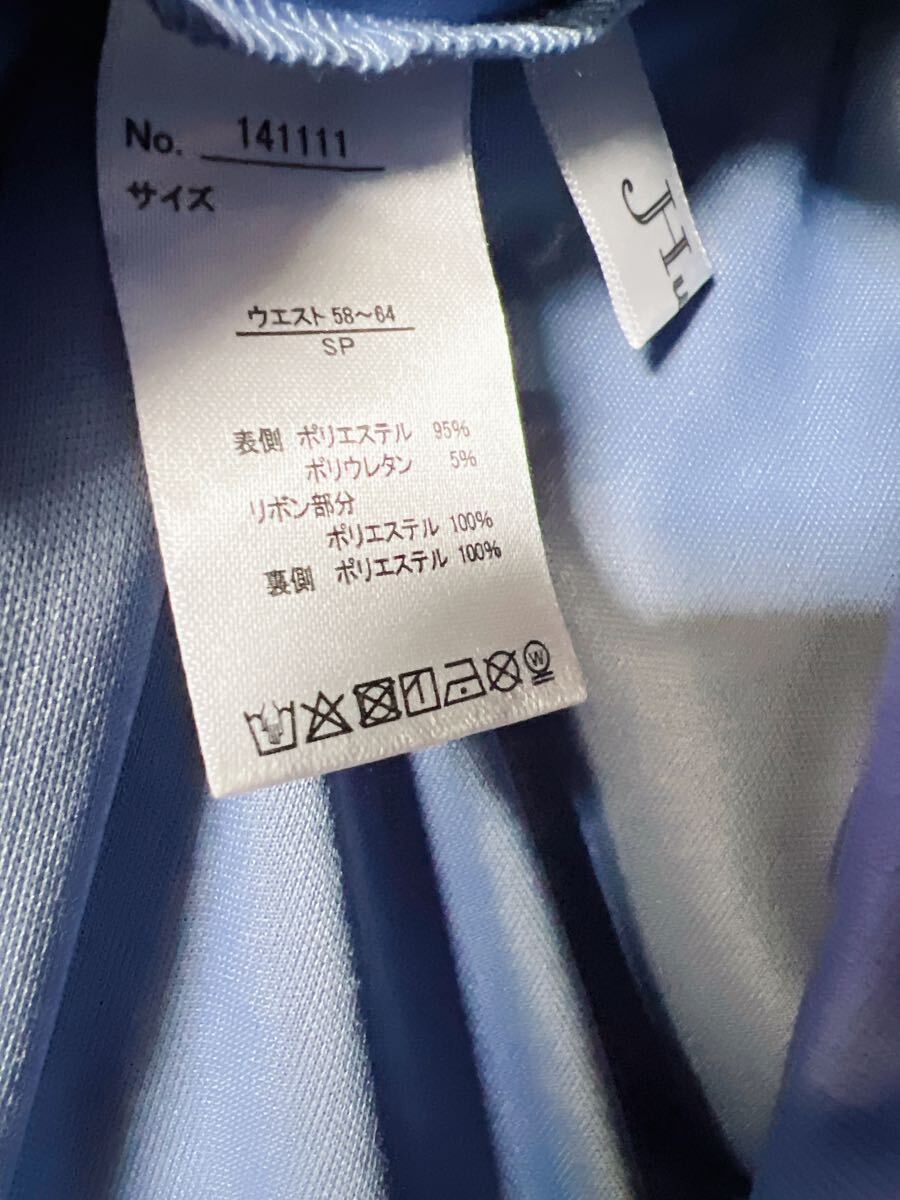 No. 141111
サイズ
ウエスト 58～64
SP
表側 ポリエステル 95%
ポリウレタン 5%
リボン部分
ポリエステル 100%
裏側 ポリエステル 100%
W